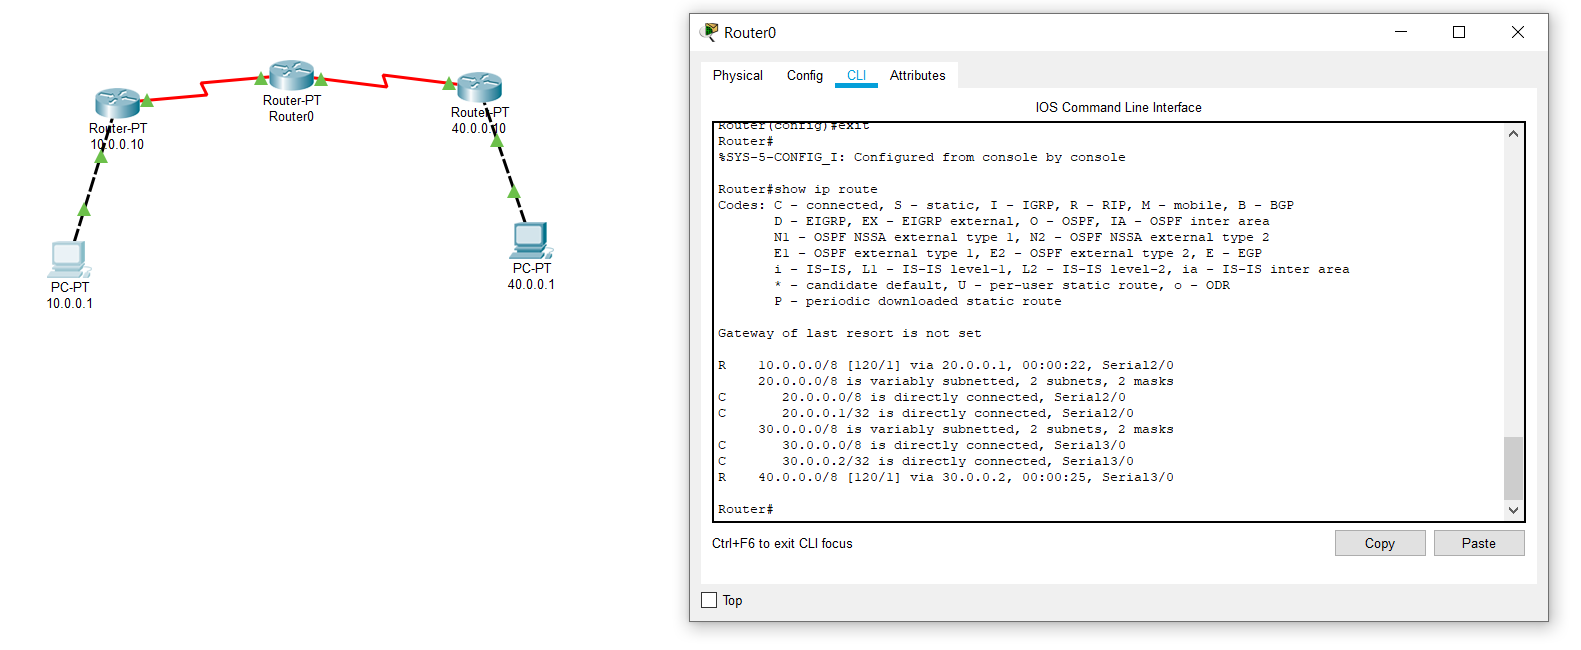 Router-PT
Router0
Router-PT
10.0.0.10
Router-PT
40.0.0.10
PC-PT
10.0.0.1
PC-PT
40.0.0.1
Router0
Physical Config CLI Attributes
IOS Command Line Interface
Router(config)#exit
Router#
%SYS-5-CONFIG_I: Configured from console by console
Router#show ip route
Codes: C - connected, S - static, I - IGRP, R - RIP, M - mobile, B - BGP
D - EIGRP, EX - EIGRP external, O - OSPF, IA - OSPF inter area
N1 - OSPF NSSA external type 1, N2 - OSPF NSSA external type 2
E1 - OSPF external type 1, E2 - OSPF external type 2, E - EGP
i - IS-IS, L1 - IS-IS level-1, L2 - IS-IS level-2, ia - IS-IS inter area
* - candidate default, U - per-user static route, o - ODR
P - periodic downloaded static route
Gateway of last resort is not set
R 10.0.0.0/8 [120/1] via 20.0.0.1, 00:00:22, Serial2/0
20.0.0.0/8 is variably subnetted, 2 subnets, 2 masks
C 20.0.0.0/8 is directly connected, Serial2/0
C 20.0.0.1/32 is directly connected, Serial2/0
30.0.0.0/8 is variably subnetted, 2 subnets, 2 masks
C 30.0.0.0/8 is directly connected, Serial3/0
C 30.0.0.2/32 is directly connected, Serial3/0
R 40.0.0.0/8 [120/1] via 30.0.0.2, 00:00:25, Serial3/0
Router#
Ctrl+F6 to exit CLI focus
Copy Paste
Top